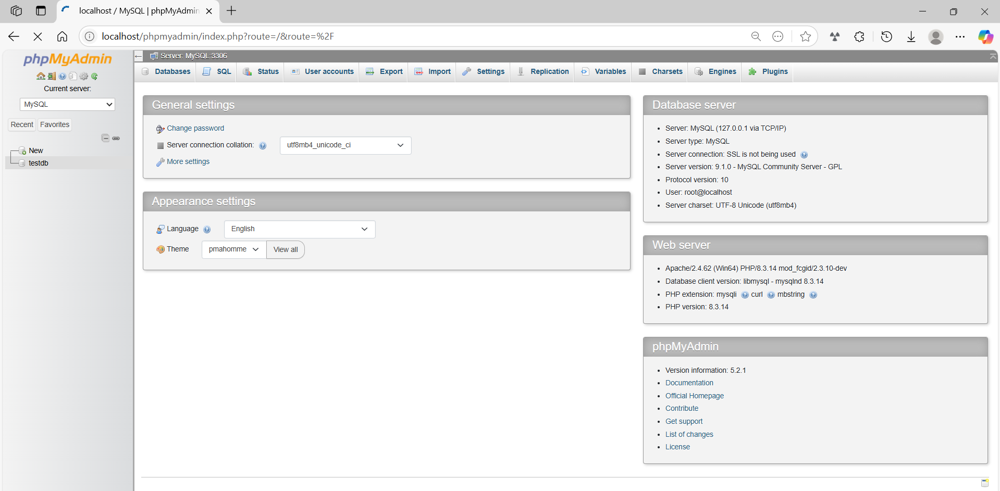 localhost / MySQL | phpMyAdmin
localhost/phpmyadmin/index.php?route=/&route=%2F
phpMyAdmin
Current server:
MySQL
Recent Favorites
New
testdb
Server: MySQL:3306
Databases SQL Status User accounts Export Import Settings Replication Variables Charsets Engines Plugins
General settings
Change password
Server connection collation: utf8mb4_unicode_ci
More settings
Appearance settings
Language English
Theme pmahomme View all
Database server
Server: MySQL (127.0.0.1 via TCP/IP)
Server type: MySQL
Server connection: SSL is not being used
Server version: 9.1.0 - MySQL Community Server - GPL
Protocol version: 10
User: root@localhost
Server charset: UTF-8 Unicode (utf8mb4)
Web server
Apache/2.4.62 (Win64) PHP/8.3.14 mod_fcgid/2.3.10-dev
Database client version: libmysql - mysqlnd 8.3.14
PHP extension: mysqli curl mbstring
PHP version: 8.3.14
phpMyAdmin
Version information: 5.2.1
Documentation
Official Homepage
Contribute
Get support
List of changes
License